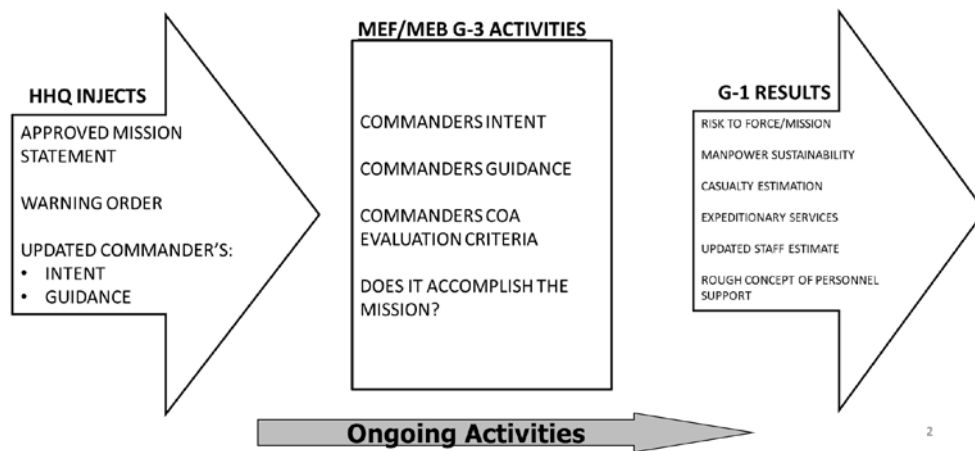 HHQ INJECTS
APPROVED MISSION
STATEMENT
WARNING ORDER
UPDATED COMMANDER'S:
• INTENT
• GUIDANCE
MEF/MEB G-3 ACTIVITIES
COMMANDERS INTENT
COMMANDERS GUIDANCE
COMMANDERS COA
EVALUATION CRITERIA
DOES IT ACCOMPLISH THE
MISSION?
G-1 RESULTS
RISK TO FORCE/MISSION
MANPOWER SUSTAINABILITY
CASUALTY ESTIMATION
EXPEDITIONARY SERVICES
UPDATED STAFF ESTIMATE
ROUGH CONCEPT OF PERSONNEL
SUPPORT
Ongoing Activities
2